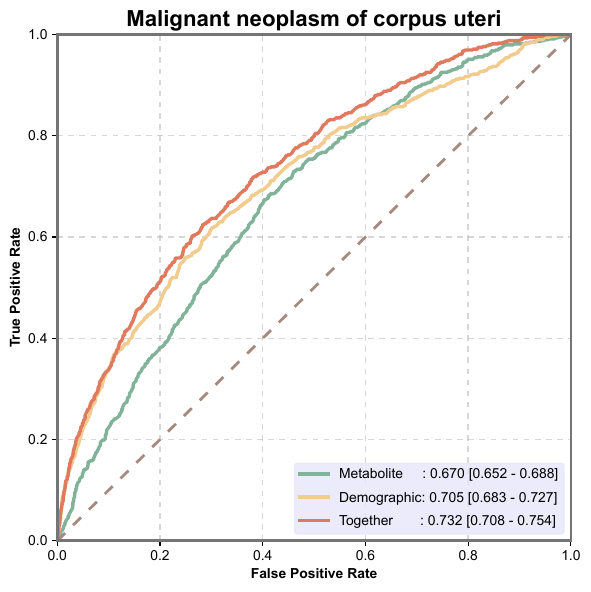 Malignant neoplasm of corpus uteri
1.0
0.8
0.6
0.4
0.2
0.0
True Positive Rate
Metabolite : 0.670 [0.652 - 0.688]
Demographic: 0.705 [0.683 - 0.727]
Together : 0.732 [0.708 - 0.754]
0.0 0.2 0.4 0.6 0.8 1.0
False Positive Rate